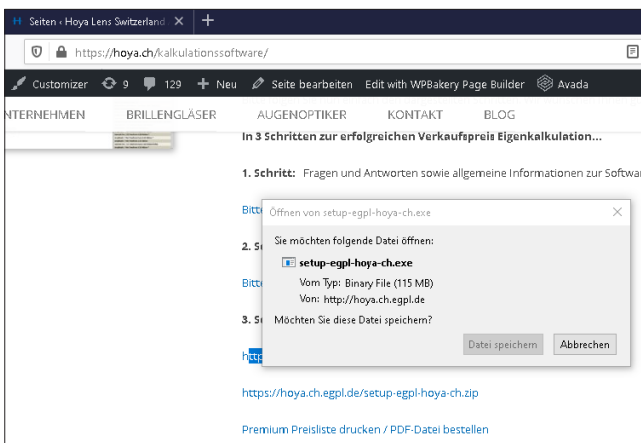 Seiten ‹ Hoya Lens Switzerland
https://hoya.ch/kalkulationssoftware/
Customizer 9 129 + Neu Seite bearbeiten Edit with WPBakery Page Builder Avada
NTERNEHMEN BRILLENGLÄSER AUGENOPTIKER KONTAKT BLOG
In 3 Schritten zur erfolgreichen Verkaufspreis Eigenkalkulation...
1. Schritt: Fragen und Antworten sowie allgemeine Informationen zur Softwa
Bitte
Öffnen von setup-egpl-hoya-ch.exe
Sie möchten folgende Datei öffnen:
2. S
setup-egpl-hoya-ch.exe
Bitte
Vom Typ: Binary File (115 MB)
Von: http://hoya.ch.egpl.de
3. S
Möchten Sie diese Datei speichern?
Datei speichern Abbrechen
http
https://hoya.ch.egpl.de/setup-egpl-hoya-ch.zip
Premium Preisliste drucken / PDF-Datei bestellen